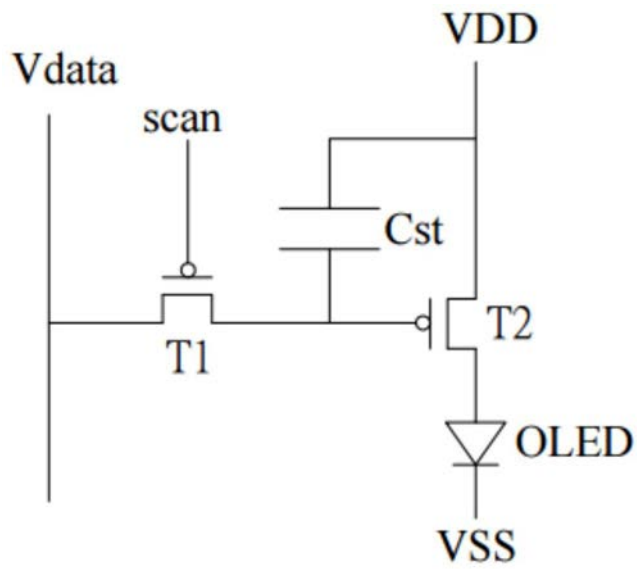 VDD
Vdata
scan
Cst
T2
T1
OLED
VSS